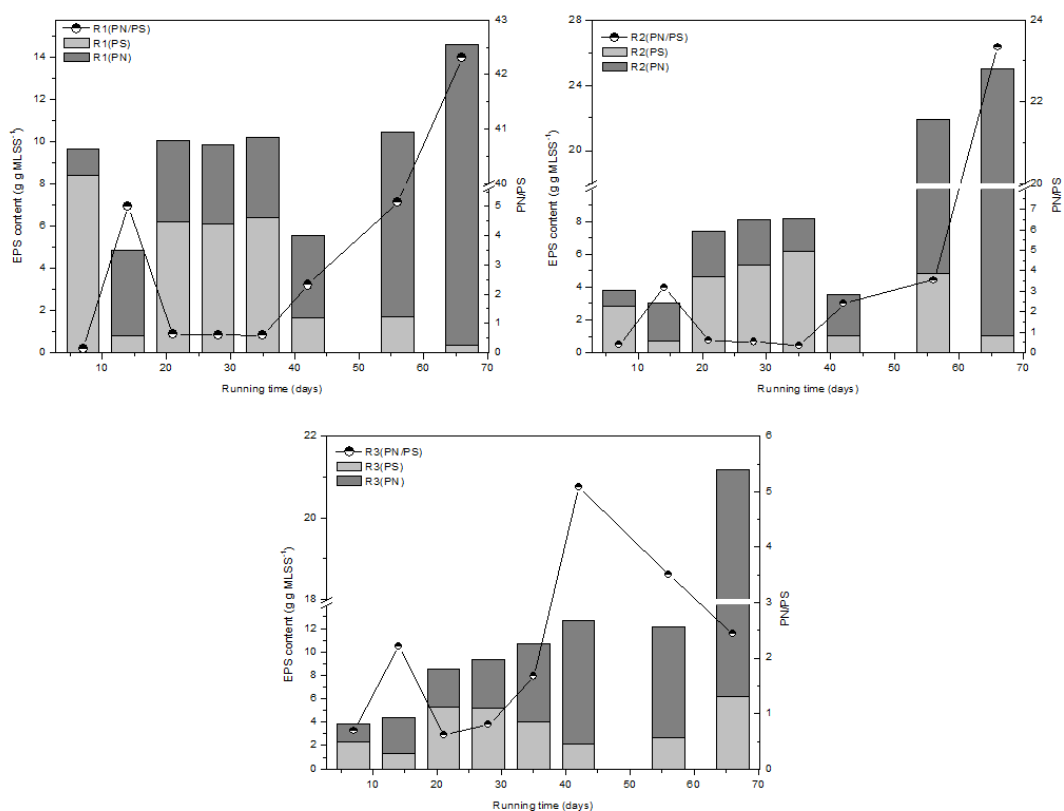 R1(PN/PS)
R1(PS)
R1(PN)
EPS content (g g MLSS⁻¹)
14
12
10
8
6
4
2
0
43
42
41
40
5
4
3
2
1
0
PN/PS
10 20 30 40 50 60 70
Running time (days)
R2(PN/PS)
R2(PS)
R2(PN)
EPS content (g g MLSS⁻¹)
28
26
24
22
20
8
6
4
2
0
24
22
20
7
6
5
4
3
2
1
0
PN/PS
10 20 30 40 50 60 70
Running time (days)
R3(PN/PS)
R3(PS)
R3(PN)
EPS content (g g MLSS⁻¹)
22
20
18
12
10
8
6
4
2
0
6
5
4
3
2
1
0
PN/PS
10 20 30 40 50 60 70
Running time (days)